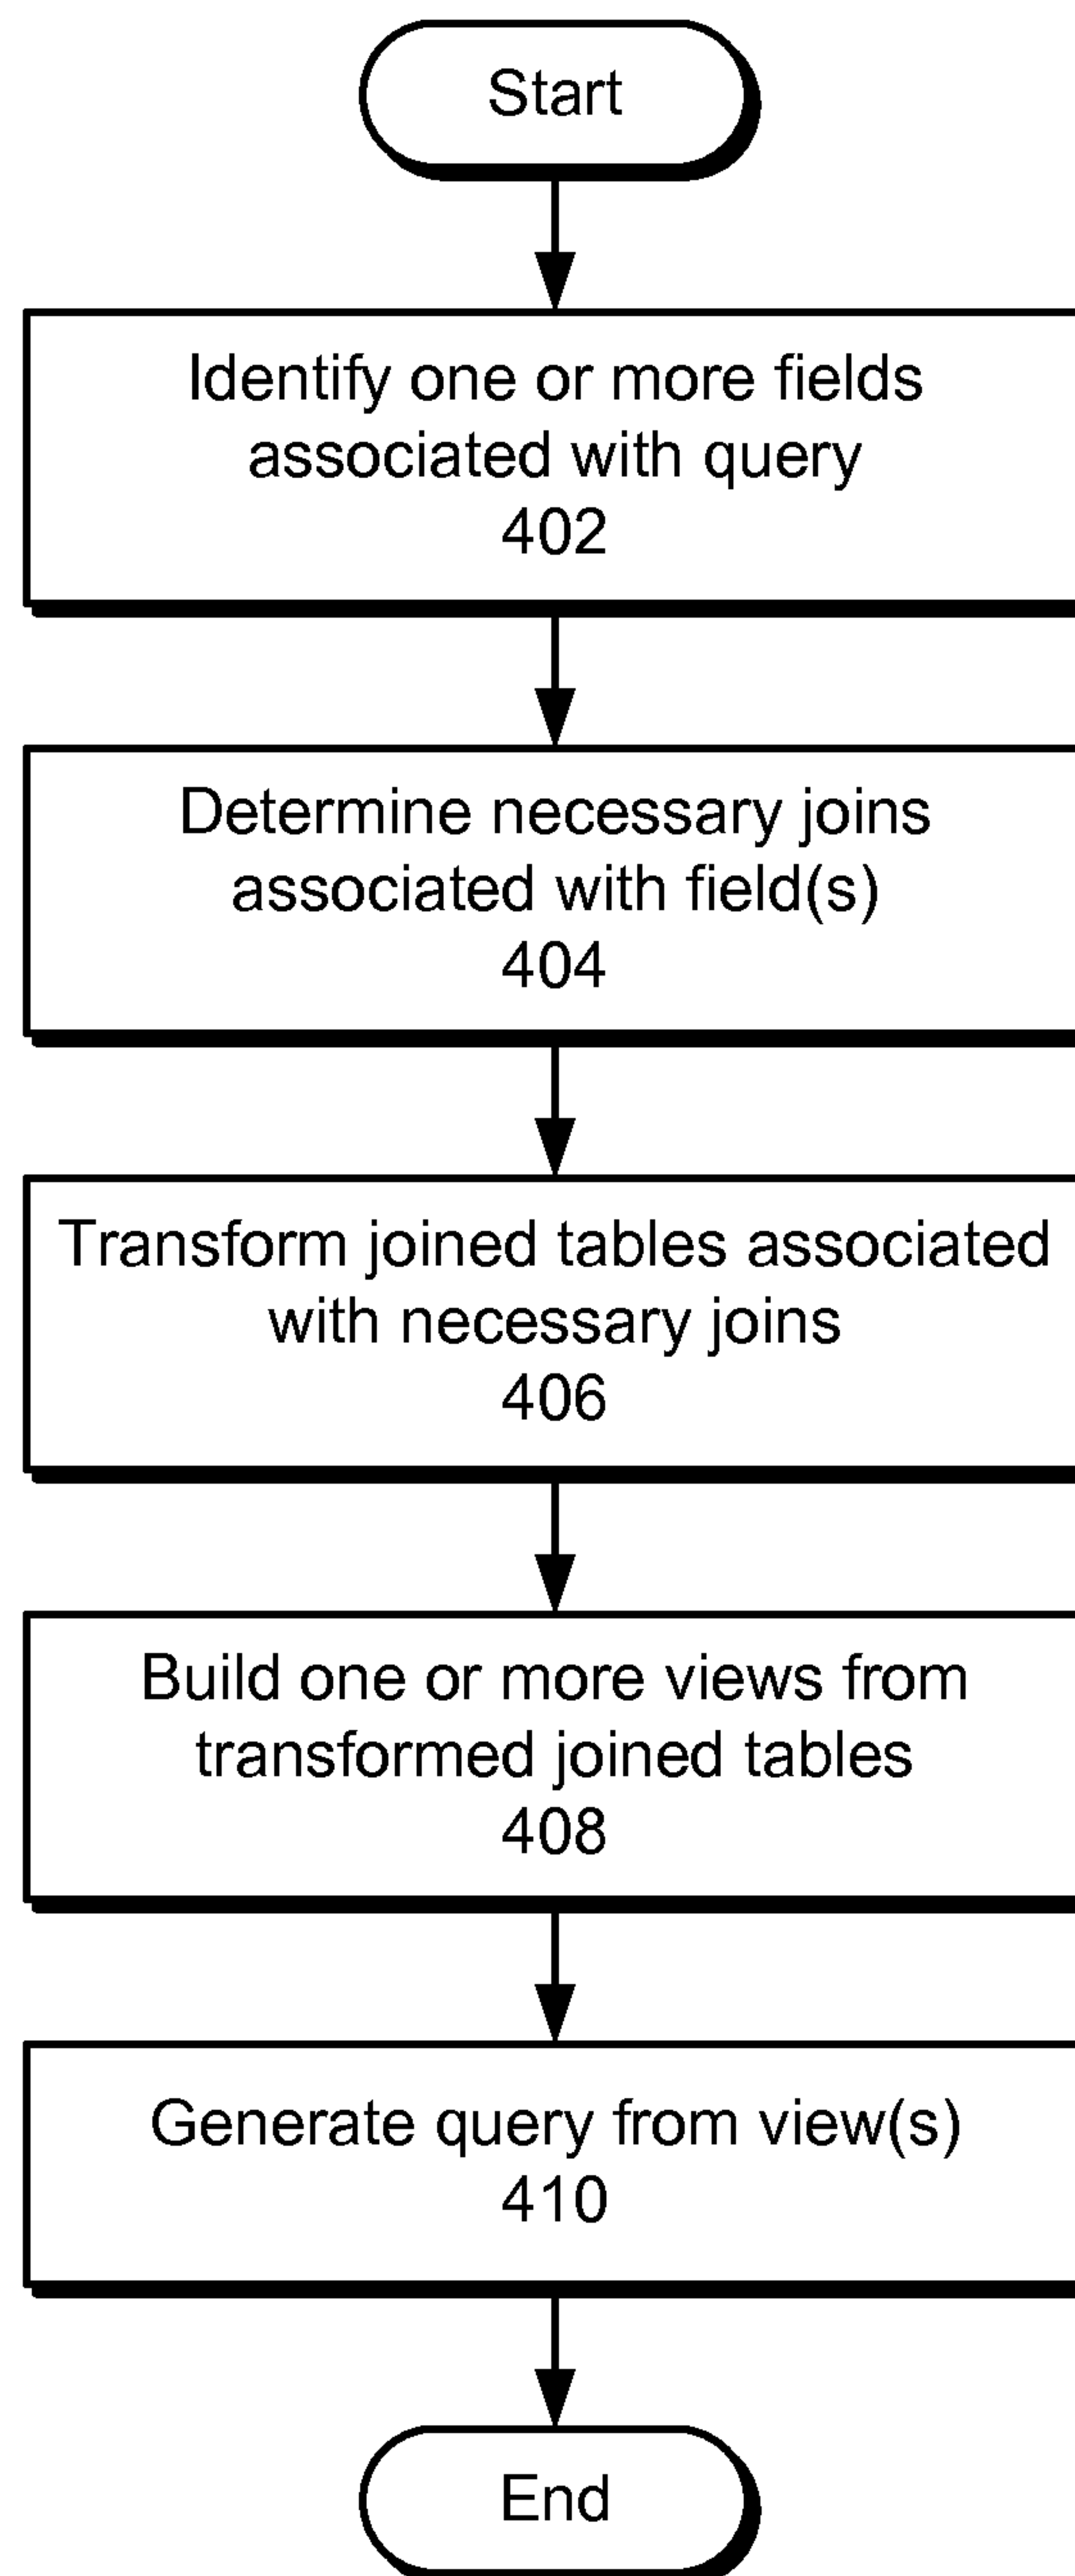 Start
Identify one or more fields
associated with query
402
Determine necessary joins
associated with field(s)
404
Transform joined tables associated
with necessary joins
406
Build one or more views from
transformed joined tables
408
Generate query from view(s)
410
End